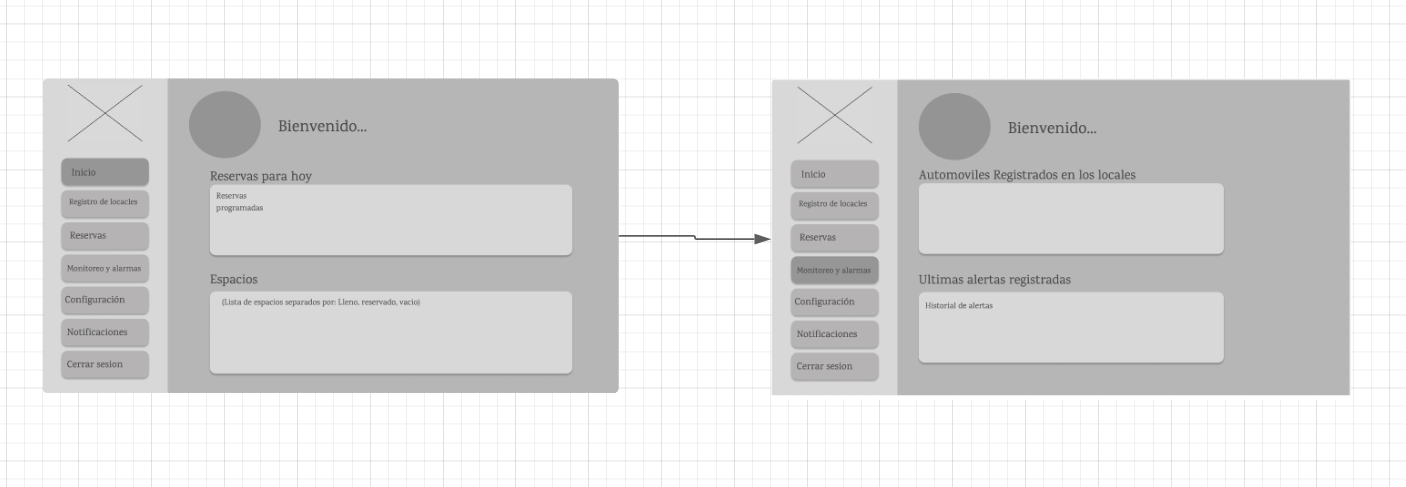 Bienvenido...
Inicio
Reservas para hoy
Registro de locacles
Reservas
programadas
Reservas
Monitoreo y alarmas
Espacios
Configuración
(Lista de espacios separados por: Lleno, reservado, vacio)
Notificaciones
Cerrar sesion
Bienvenido...
Inicio
Automoviles Registrados en los locales
Registro de locacles
Reservas
Monitoreo y alarmas
Ultimas alertas registradas
Configuración
Historial de alertas
Notificaciones
Cerrar sesion